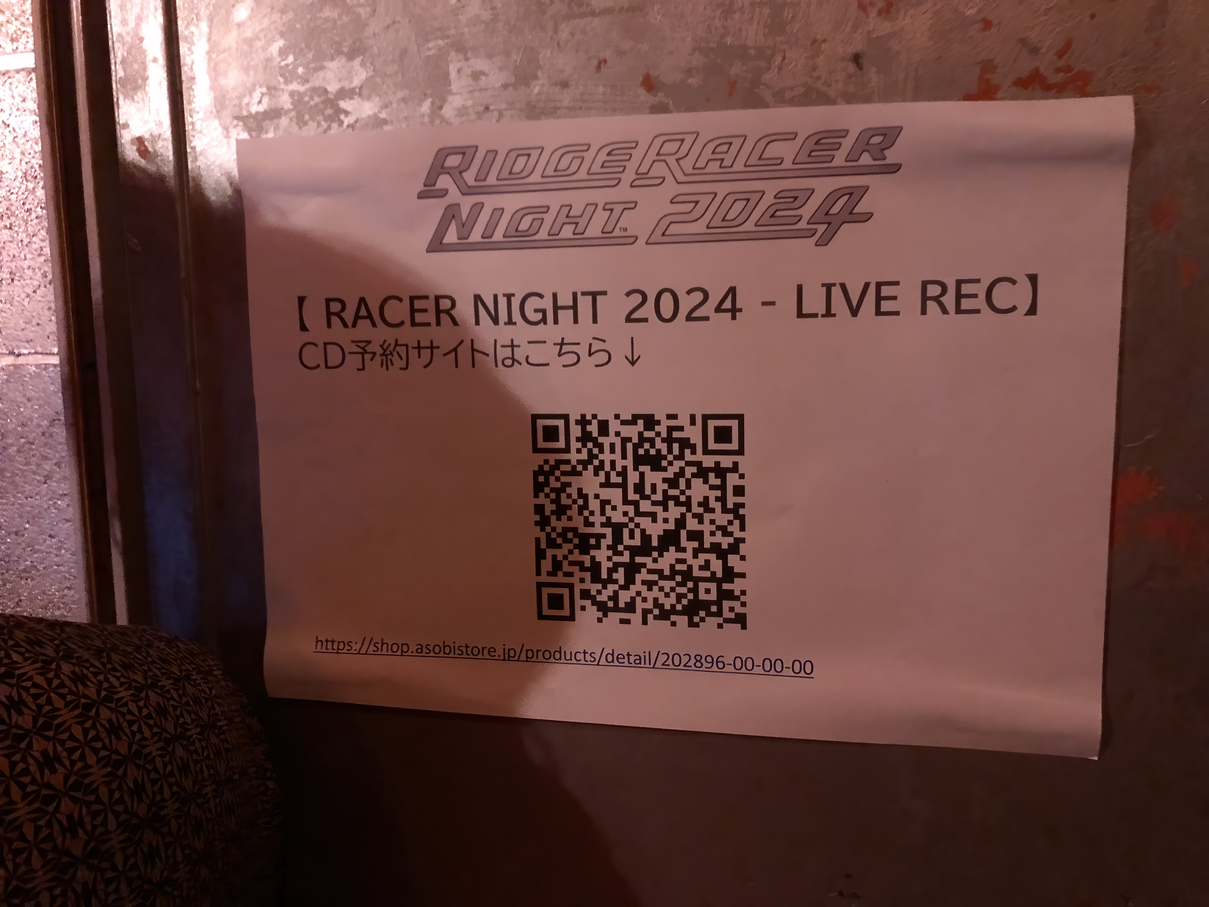 RIDGE RACER
NIGHT™ 2024
【 RACER NIGHT 2024 - LIVE REC】
CD予約サイトはこちら↓
https://shop.asobistore.jp/products/detail/202896-00-00-00